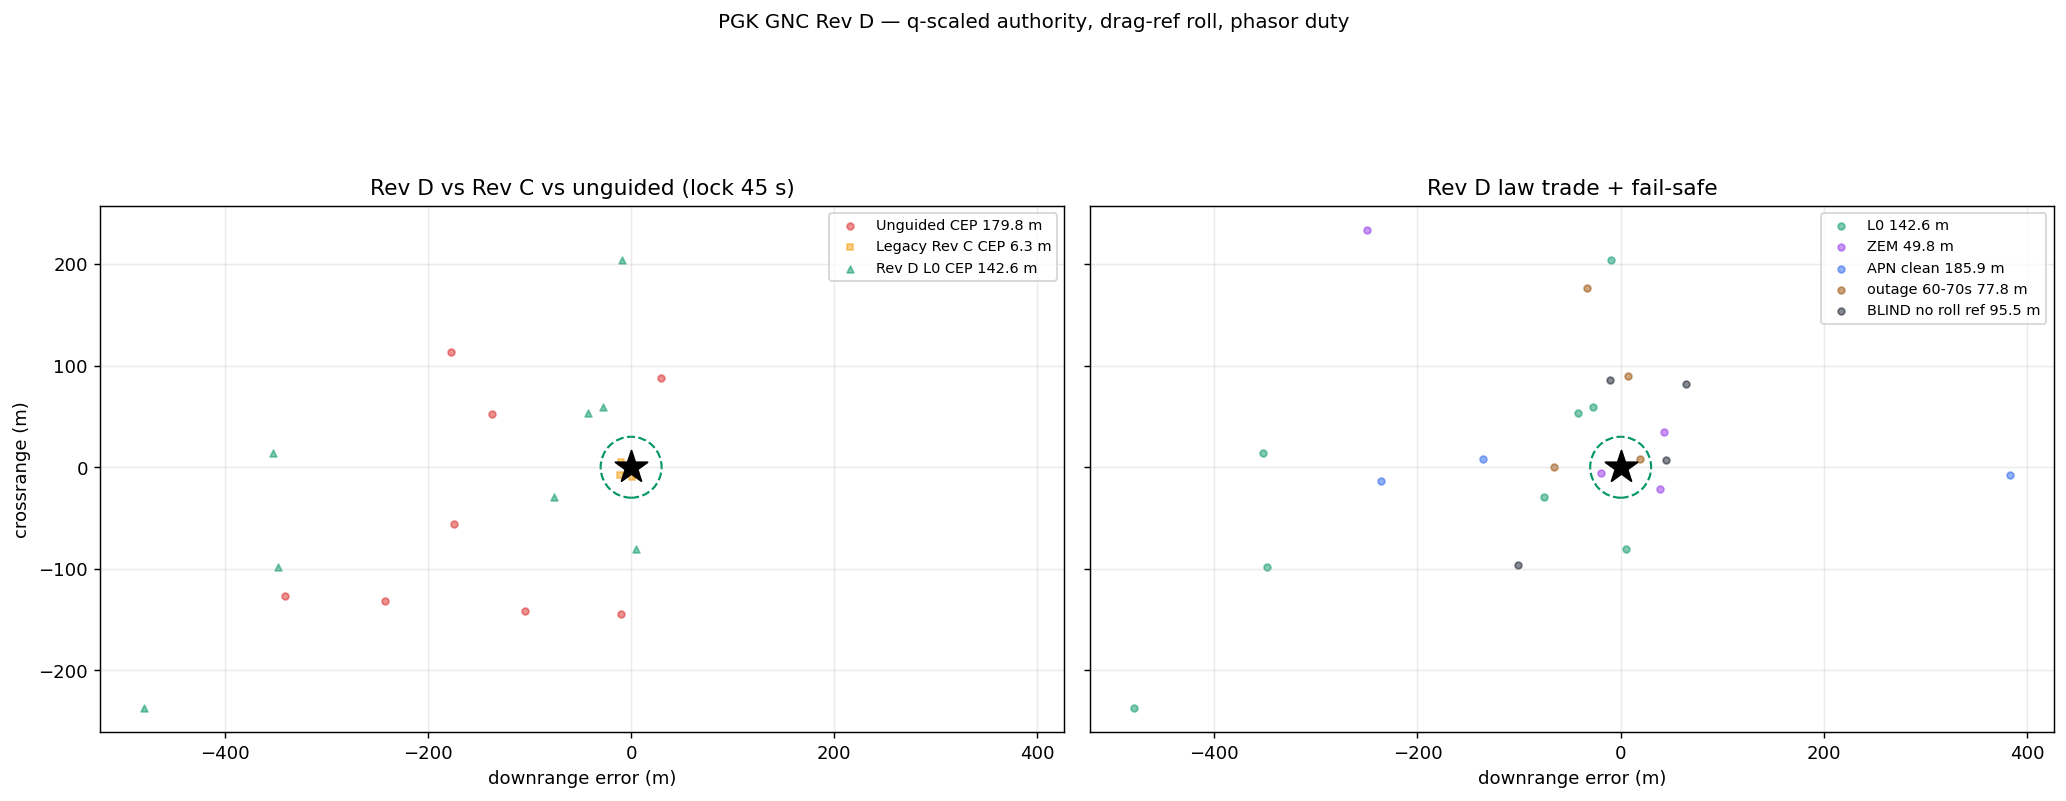 PGK GNC Rev D — q-scaled authority, drag-ref roll, phasor duty
Rev D vs Rev C vs unguided (lock 45 s)
Unguided CEP 179.8 m
Legacy Rev C CEP 6.3 m
Rev D L0 CEP 142.6 m
200
100
0
−100
−200
crossrange (m)
−400
−200
0
200
400
downrange error (m)
Rev D law trade + fail-safe
L0 142.6 m
ZEM 49.8 m
APN clean 185.9 m
outage 60-70s 77.8 m
BLIND no roll ref 95.5 m
−400
−200
0
200
400
downrange error (m)